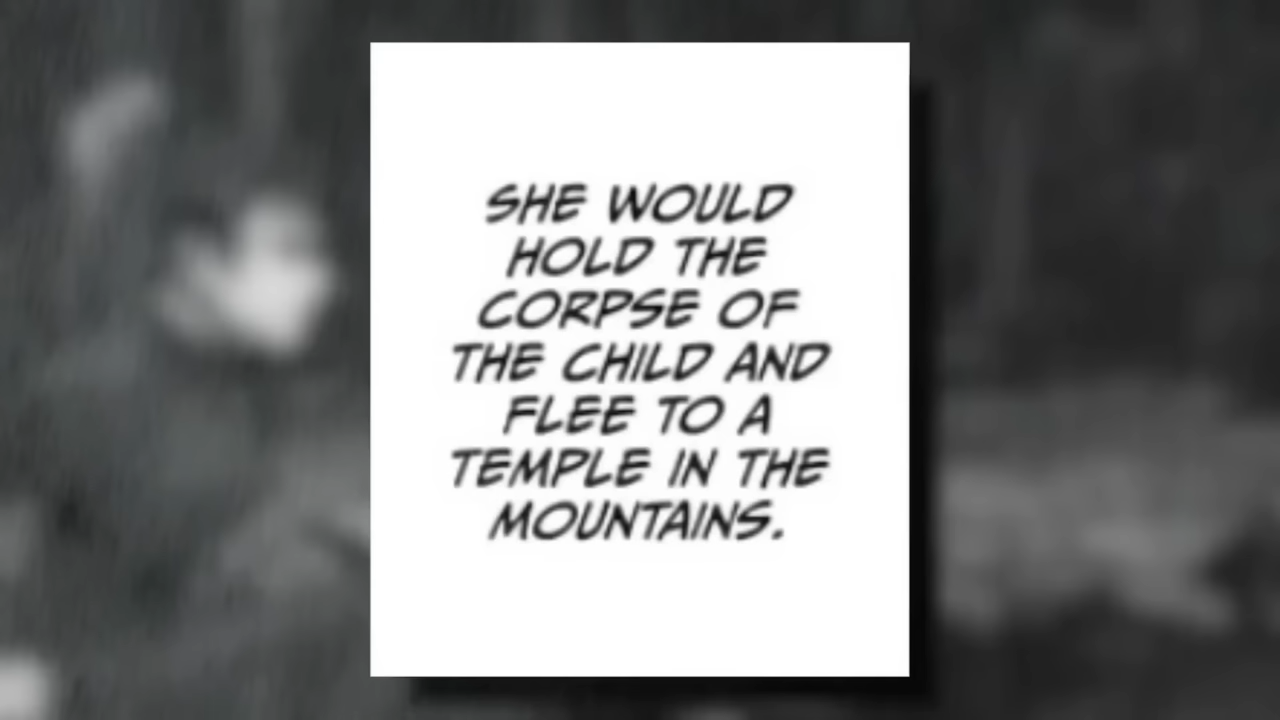 SHE WOULD
HOLD THE
CORPSE OF
THE CHILD AND
FLEE TO A
TEMPLE IN THE
MOUNTAINS.